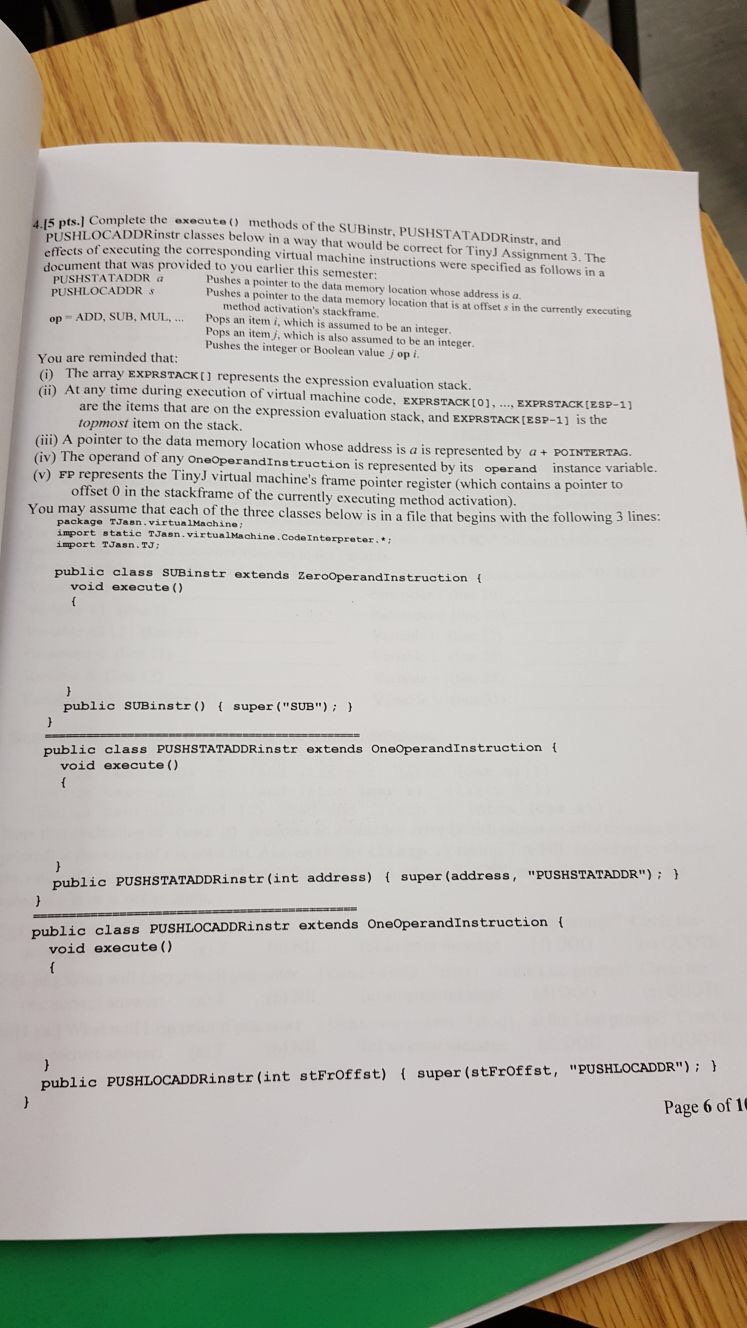 4.[5 pts.] Complete the execute() methods of the SUBinstr, PUSHSTATADDRinstr, and
PUSHLOCADDRinstr classes below in a way that would be correct for TinyJ Assignment 3. The
effects of executing the corresponding virtual machine instructions were specified as follows in a
document that was provided to you earlier this semester:
PUSHSTATADDR a Pushes a pointer to the data memory location whose address is a.
PUSHLOCADDR s Pushes a pointer to the data memory location that is at offset s in the currently executing
method activation's stackframe.
op = ADD, SUB, MUL, ... Pops an item i, which is assumed to be an integer.
Pops an item j, which is also assumed to be an integer.
Pushes the integer or Boolean value j op i.
You are reminded that:
(i) The array EXPRSTACK[] represents the expression evaluation stack.
(ii) At any time during execution of virtual machine code, EXPRSTACK[0], ..., EXPRSTACK[ESP-1]
are the items that are on the expression evaluation stack, and EXPRSTACK[ESP-1] is the
topmost item on the stack.
(iii) A pointer to the data memory location whose address is a is represented by a + POINTERTAG.
(iv) The operand of any OneOperandInstruction is represented by its operand instance variable.
(v) FP represents the TinyJ virtual machine's frame pointer register (which contains a pointer to
offset 0 in the stackframe of the currently executing method activation).
You may assume that each of the three classes below is in a file that begins with the following 3 lines:
package TJasn.virtualMachine;
import static TJasn.virtualMachine.CodeInterpreter.*;
import TJasn.TJ;
public class SUBinstr extends ZeroOperandInstruction {
void execute()
{
}
public SUBinstr() { super("SUB"); }
}
public class PUSHSTATADDRinstr extends OneOperandInstruction {
void execute()
{
}
public PUSHSTATADDRinstr(int address) { super(address, "PUSHSTATADDR"); }
}
public class PUSHLOCADDRinstr extends OneOperandInstruction {
void execute()
{
}
public PUSHLOCADDRinstr(int stFrOffst) { super(stFrOffst, "PUSHLOCADDR"); }
}
Page 6 of 10